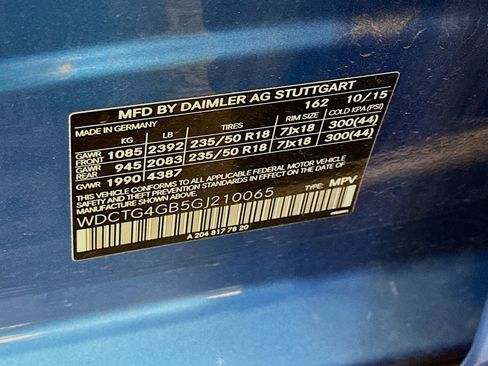 MFD BY DAIMLER AG STUTTGART
MADE IN GERMANY 162 10/15
KG LB TIRES RIM SIZE COLD KPA(PSI)
GAWR FRONT 1085 2392 235/50 R18 7Jx18 300(44)
GAWR REAR 945 2083 235/50 R18 7Jx18 300(44)
GVWR 1990 4387
THIS VEHICLE CONFORMS TO ALL APPLICABLE FEDERAL MOTOR VEHICLE
SAFETY BUMPER AND THEFT PREVENTION STANDARDS IN EFFECT ON THE DATE OF MANUFACTURE SHOWN ABOVE
WDCTG4GB5GJ210065 TYPE: MPV
A 204 817 78 20